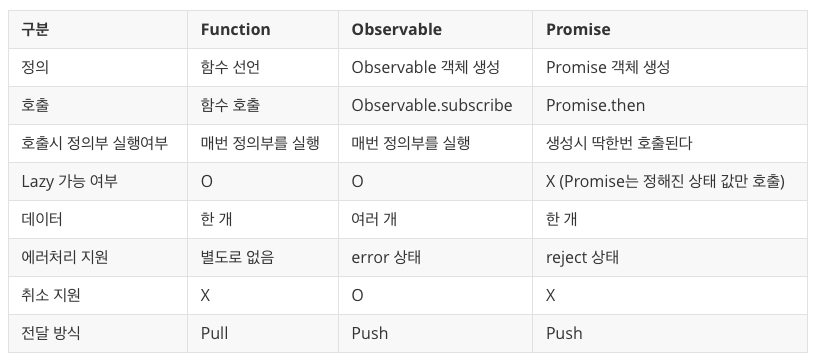 구분 Function Observable Promise
정의 함수 선언 Observable 객체 생성 Promise 객체 생성
호출 함수 호출 Observable.subscribe Promise.then
호출시 정의부 실행여부 매번 정의부를 실행 매번 정의부를 실행 생성시 딱한번 호출된다
Lazy 가능 여부 O O X (Promise는 정해진 상태 값만 호출)
데이터 한 개 여러 개 한 개
에러처리 지원 별도로 없음 error 상태 reject 상태
취소 지원 X O X
전달 방식 Pull Push Push